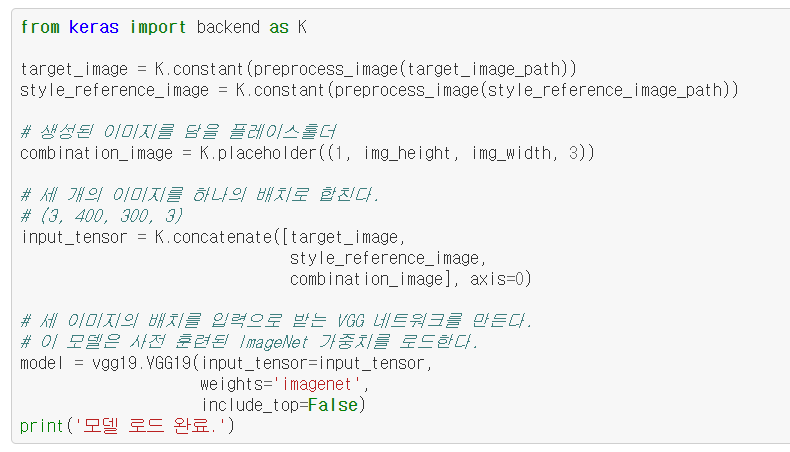 from keras import backend as K
target_image = K.constant(preprocess_image(target_image_path))
style_reference_image = K.constant(preprocess_image(style_reference_image_path))
# 생성된 이미지를 담을 플레이스홀더
combination_image = K.placeholder((1, img_height, img_width, 3))
# 세 개의 이미지를 하나의 배치로 합친다.
# (3, 400, 300, 3)
input_tensor = K.concatenate([target_image,
style_reference_image,
combination_image], axis=0)
# 세 이미지의 배치를 입력으로 받는 VGG 네트워크를 만든다.
# 이 모델은 사전 훈련된 ImageNet 가중치를 로드한다.
model = vgg19.VGG19(input_tensor=input_tensor,
weights='imagenet',
include_top=False)
print('모델 로드 완료.')